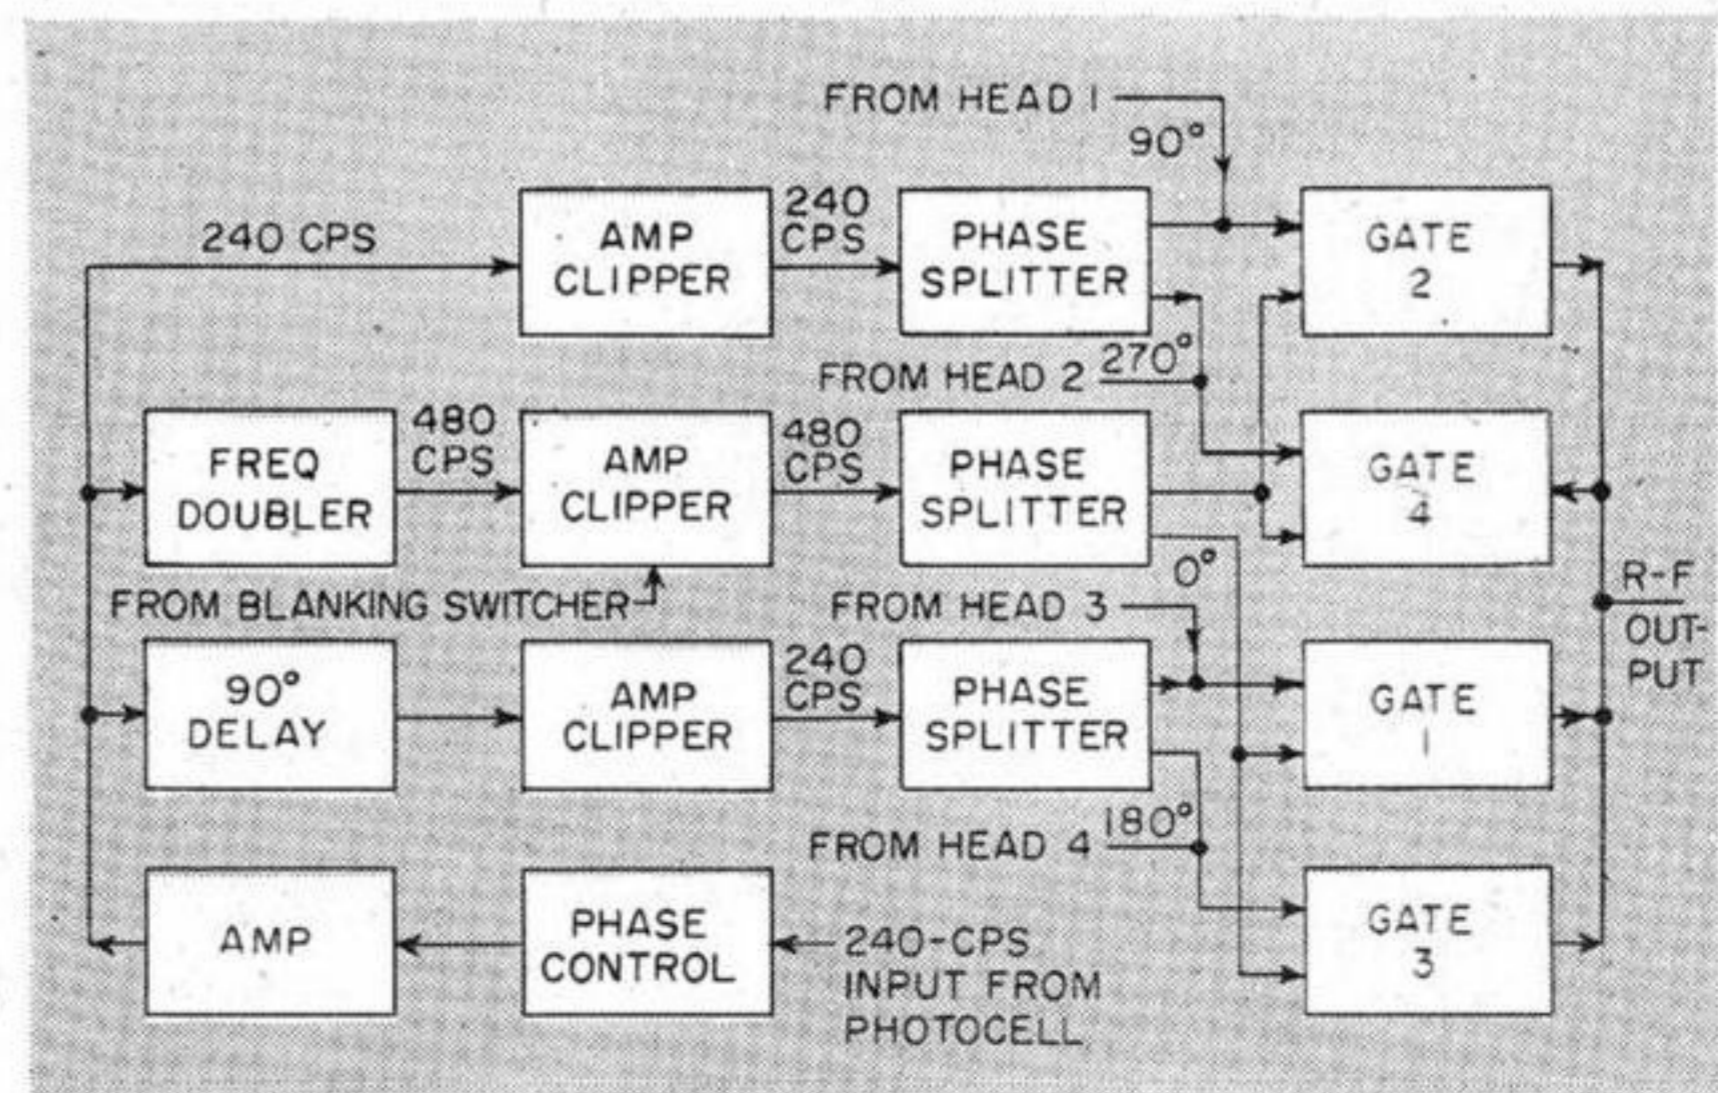 FROM HEAD 1
90°
240 CPS
AMP
CLIPPER
240
CPS
PHASE
SPLITTER
GATE
2
FROM HEAD 2
270°
FREQ
DOUBLER
480
CPS
AMP
CLIPPER
480
CPS
PHASE
SPLITTER
GATE
4
FROM BLANKING SWITCHER
0°
FROM HEAD 3
R-F
OUT-
PUT
90°
DELAY
AMP
CLIPPER
240
CPS
PHASE
SPLITTER
GATE
1
FROM HEAD 4
180°
AMP
PHASE
CONTROL
240-CPS
INPUT FROM
PHOTOCELL
GATE
3